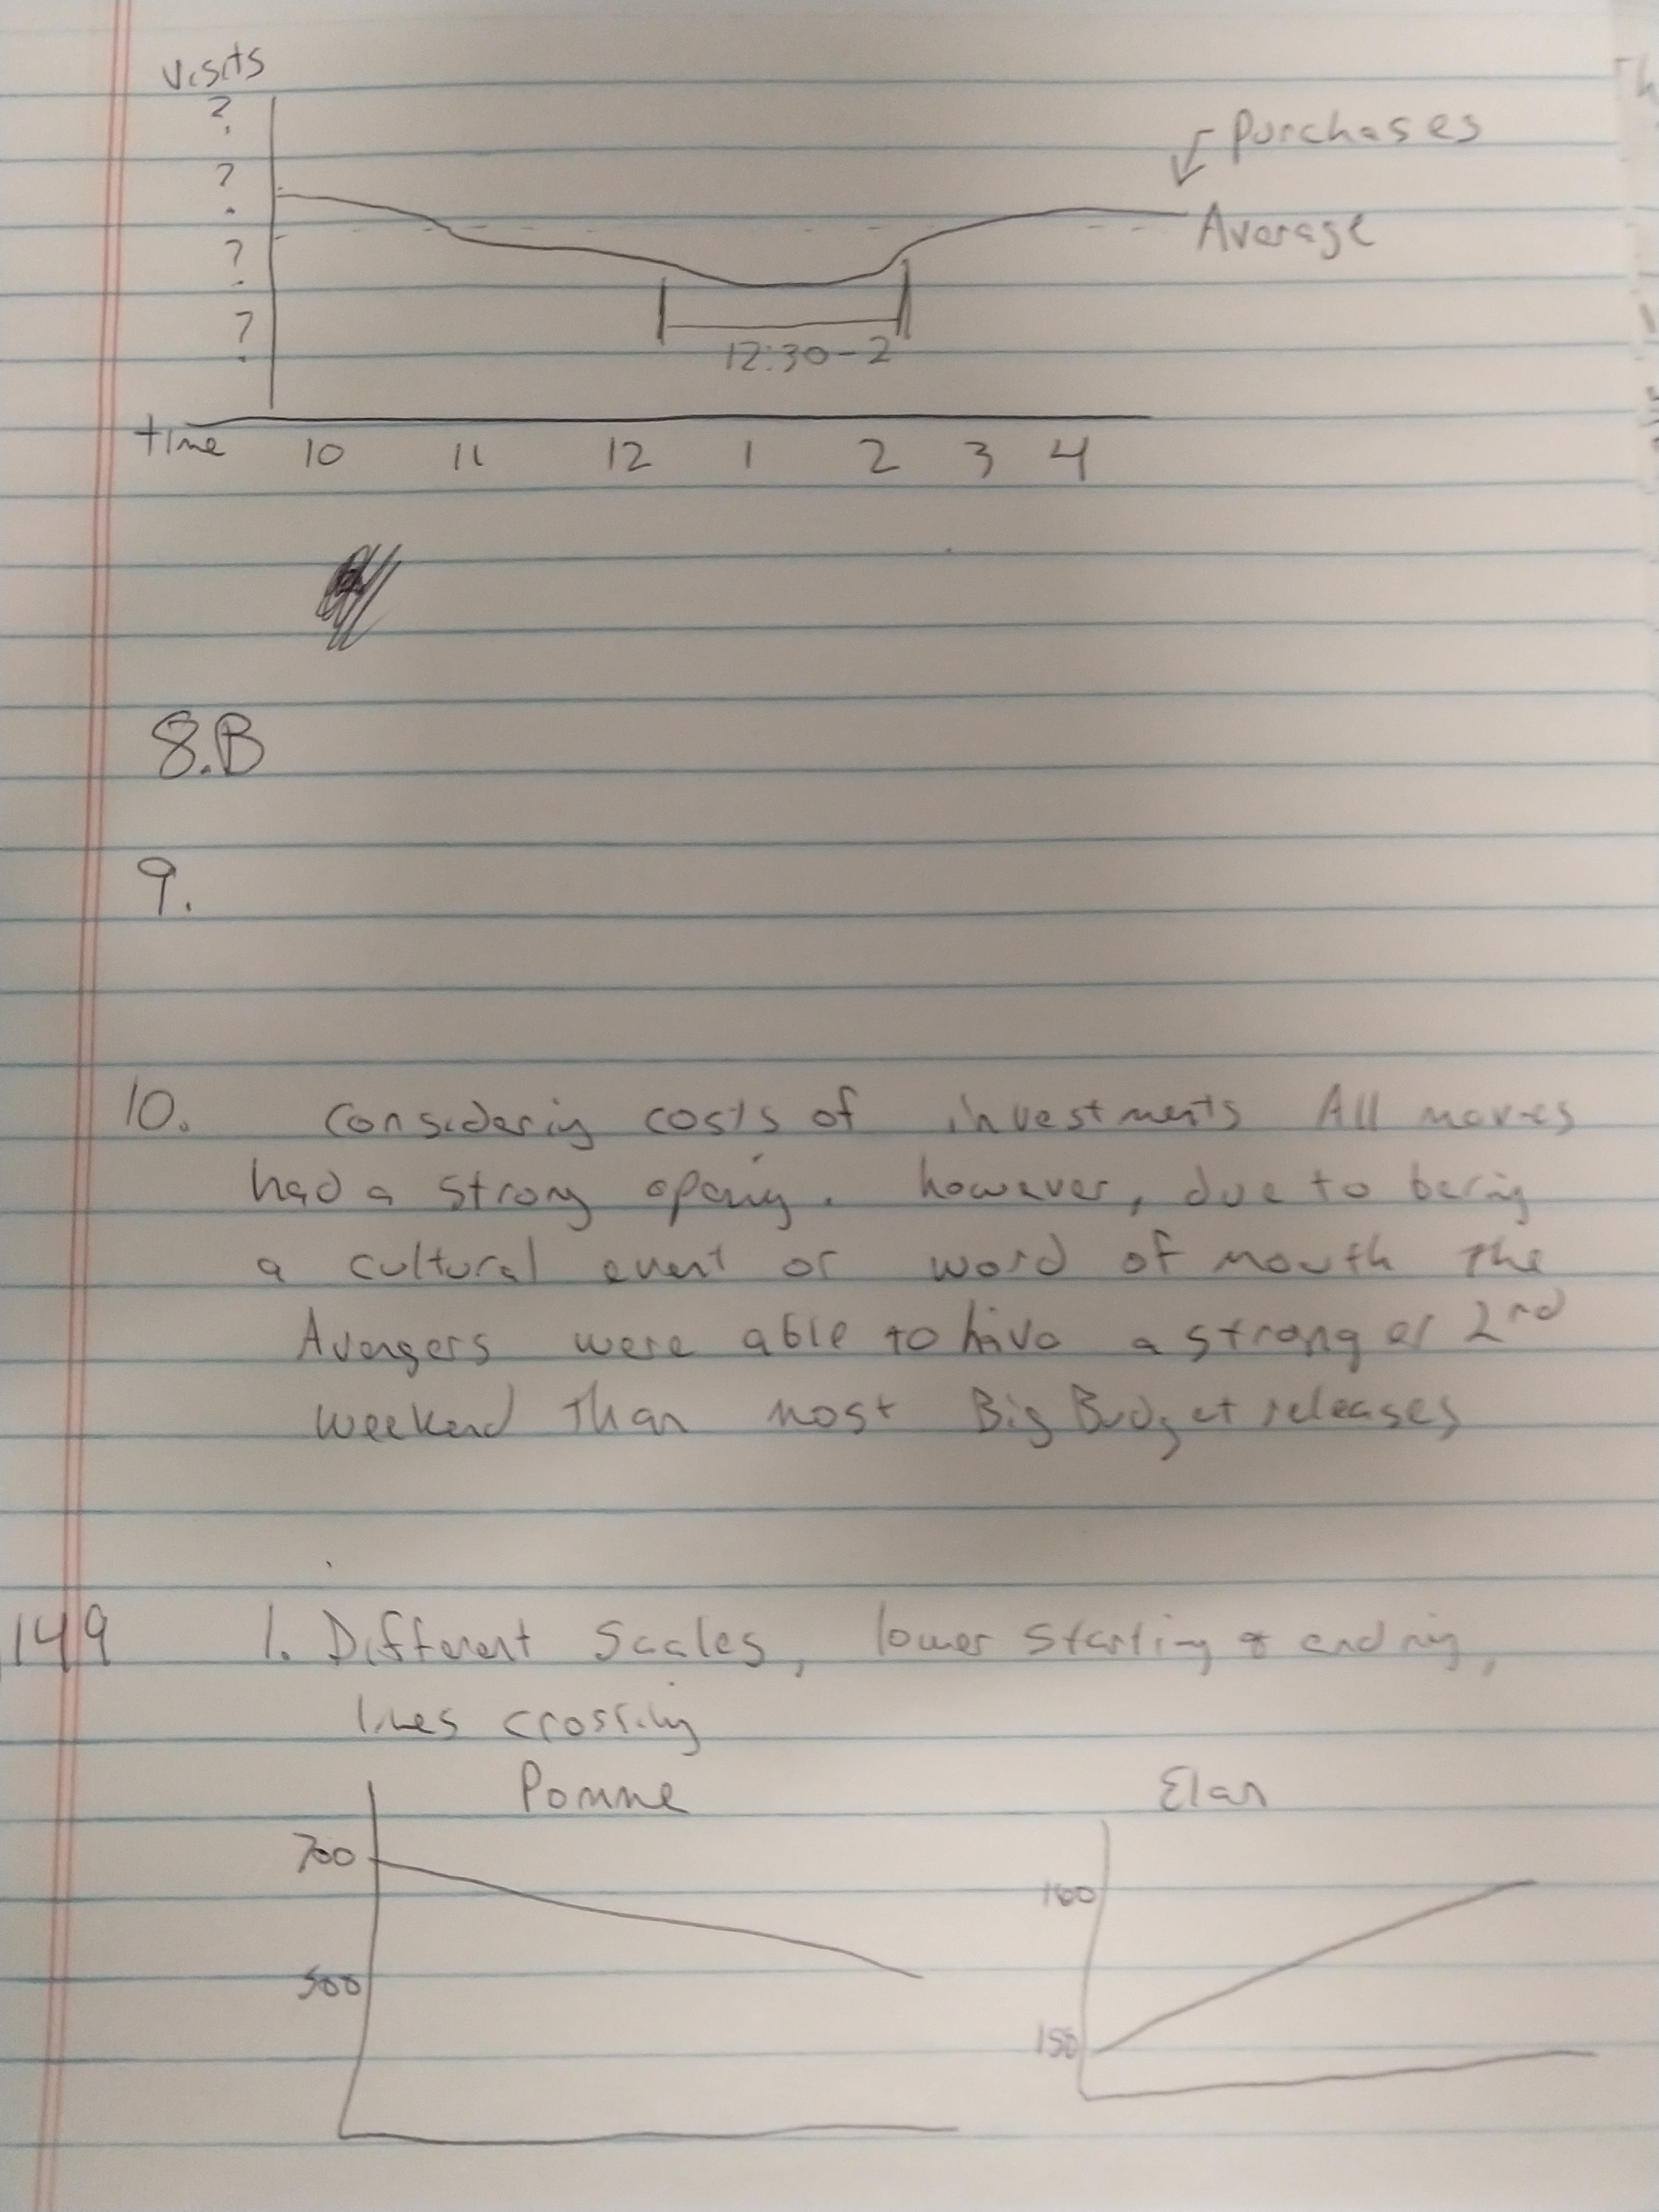 Visits
?
?
?
?
Purchases
Average
12:30-2
time 10 11 12 1 2 3 4
8.B
9.
10. Considering costs of investments All movies
had a strong opening. however, due to being
a cultural event or word of mouth the
Avengers were able to have a stronger 2nd
weekend than most Big Budget releases
149 1. Different Scales, lower starting & ending,
lines crossing
Pomme Elan
700
500
160
150